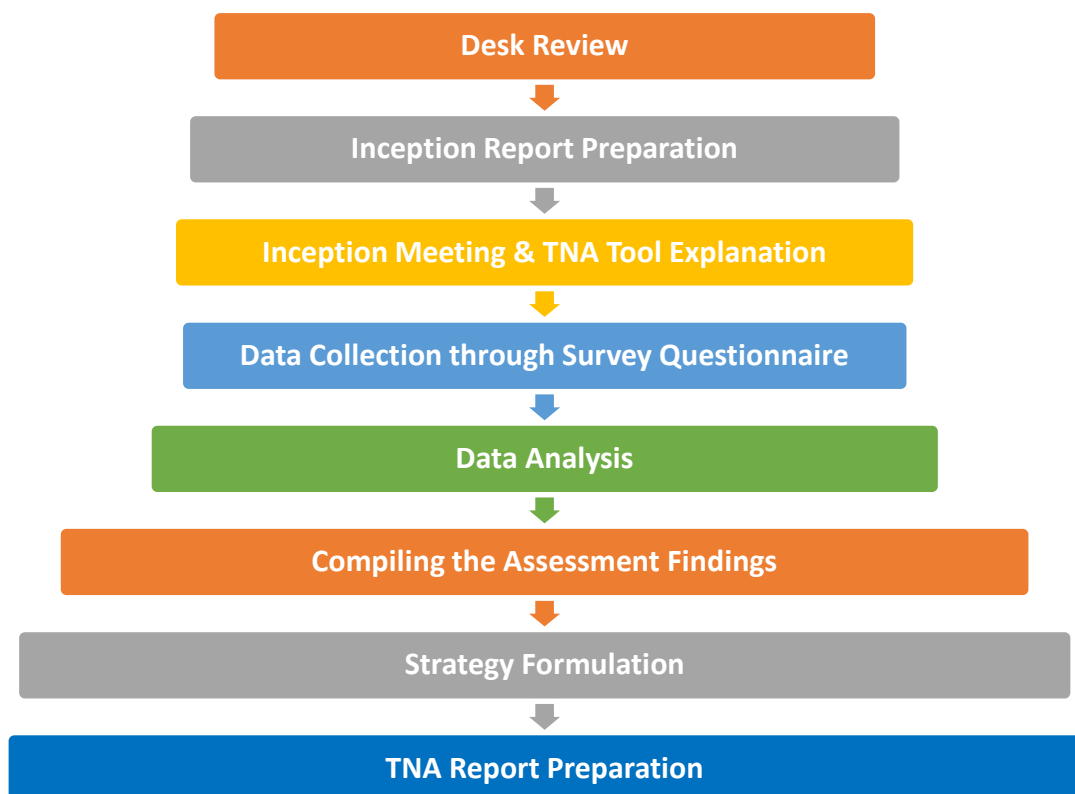 Desk Review
Inception Report Preparation
Inception Meeting & TNA Tool Explanation
Data Collection through Survey Questionnaire
Data Analysis
Compiling the Assessment Findings
Strategy Formulation
TNA Report Preparation